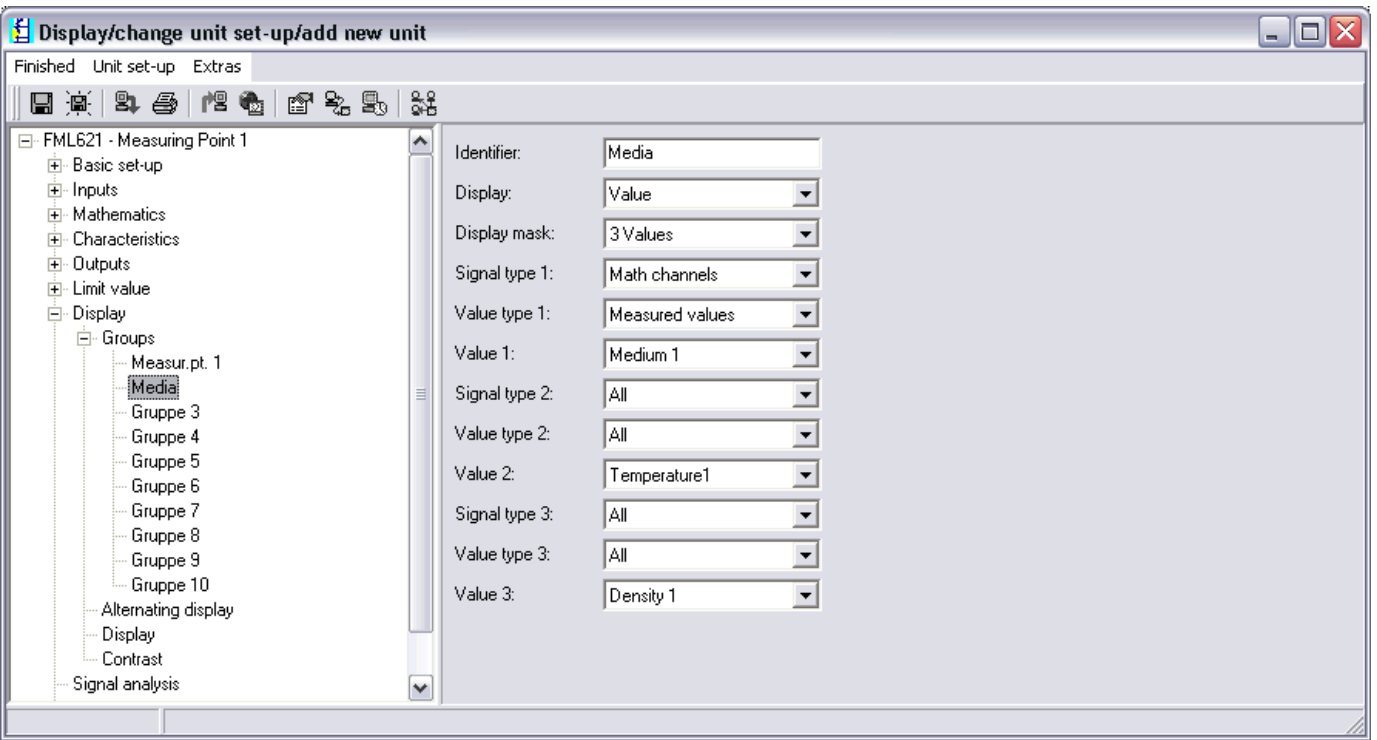 Display/change unit set-up/add new unit
Finished Unit set-up Extras
FML621 - Measuring Point 1
Basic set-up
Inputs
Mathematics
Characteristics
Outputs
Limit value
Display
Groups
Measur.pt. 1
Media
Gruppe 3
Gruppe 4
Gruppe 5
Gruppe 6
Gruppe 7
Gruppe 8
Gruppe 9
Gruppe 10
Alternating display
Display
Contrast
Signal analysis
Identifier: Media
Display: Value
Display mask: 3 Values
Signal type 1: Math channels
Value type 1: Measured values
Value 1: Medium 1
Signal type 2: All
Value type 2: All
Value 2: Temperature1
Signal type 3: All
Value type 3: All
Value 3: Density 1